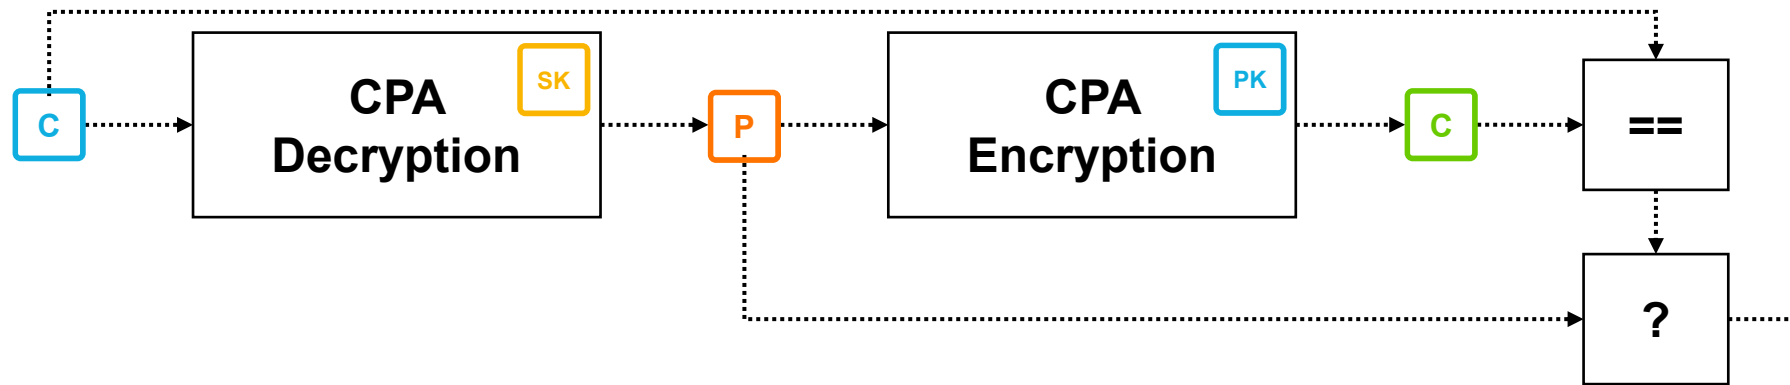 C
CPA
Decryption
SK
P
CPA
Encryption
PK
C
==
?